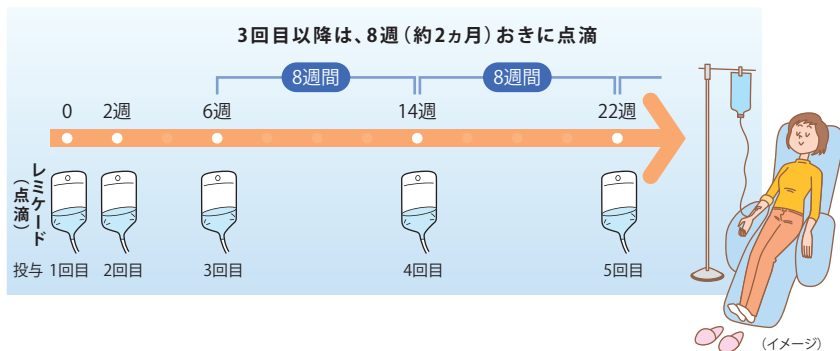 3回目以降は、8週（約2ヵ月）おきに点滴
8週間 8週間
0 2週 6週 14週 22週
レミケード
（点滴）
投与 1回目 2回目 3回目 4回目 5回目
（イメージ）